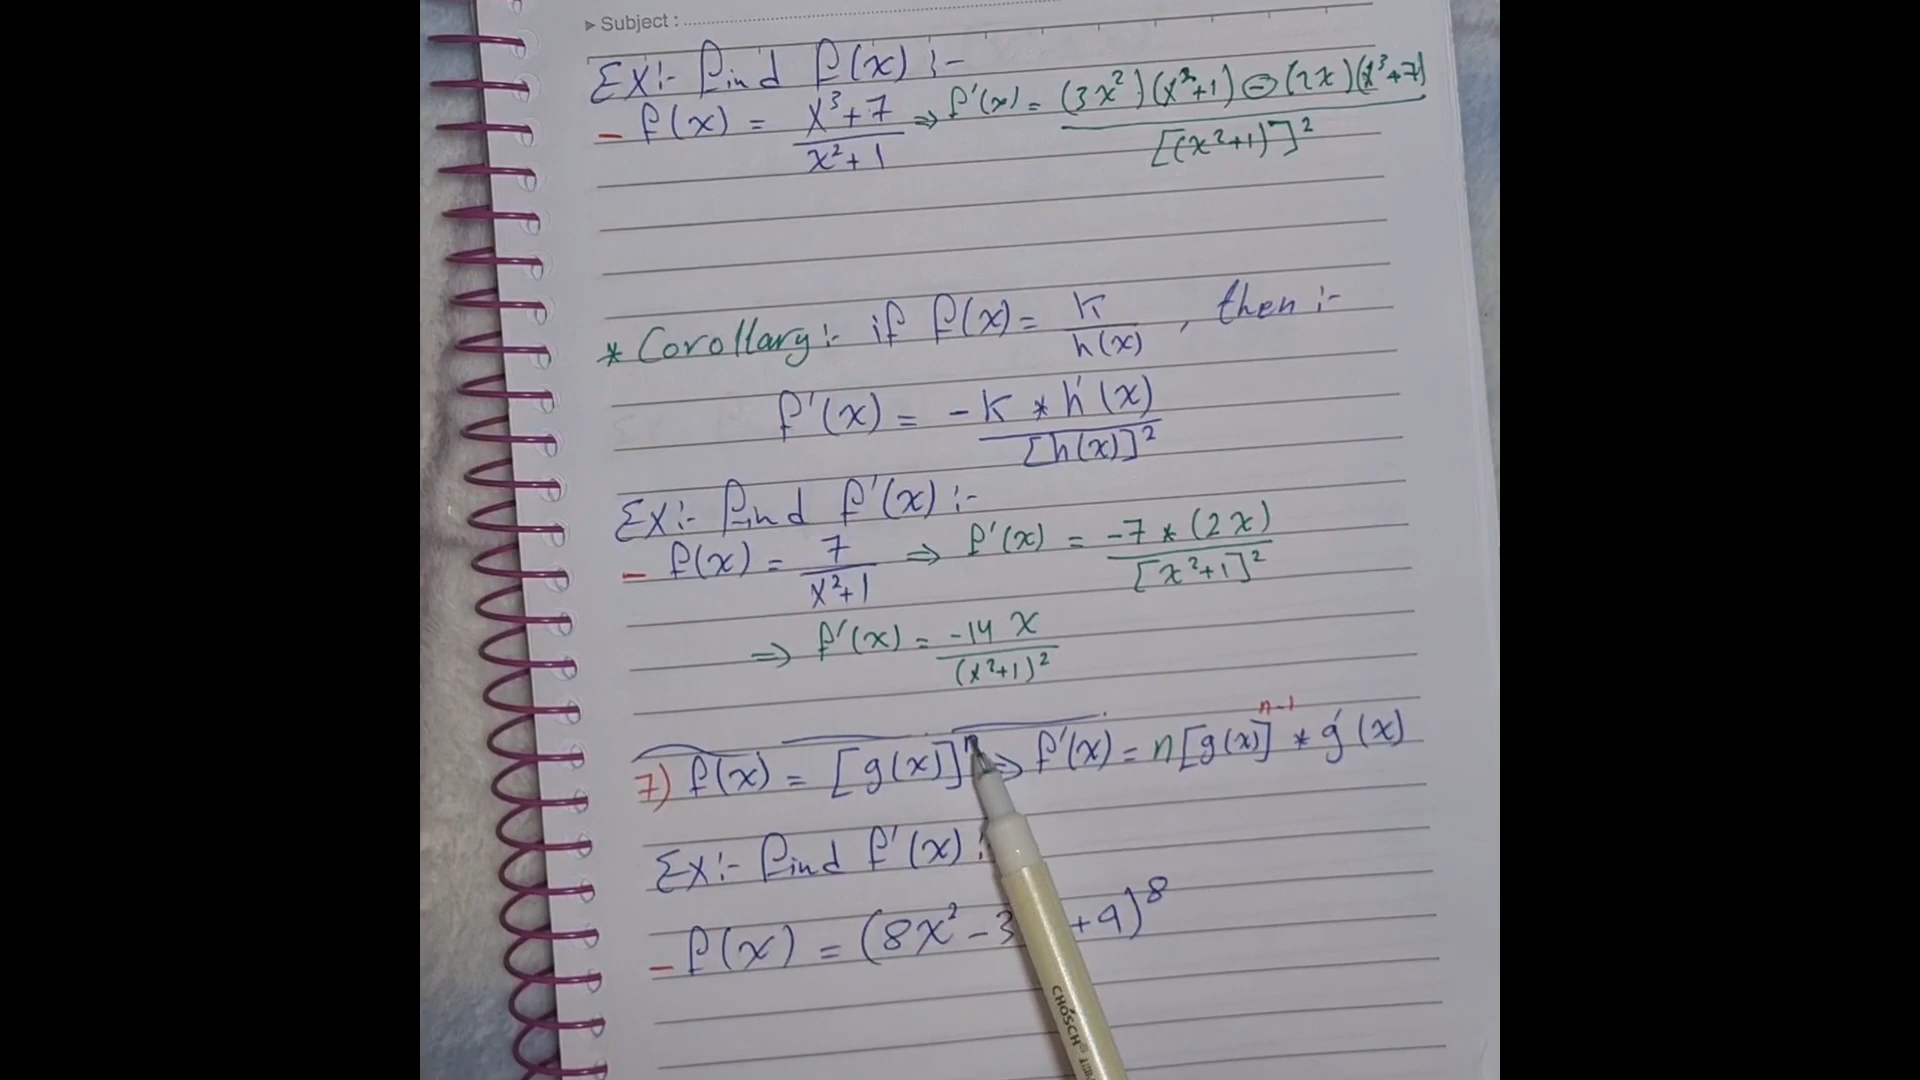 ▸ Subject :
Ex:- Find f(x) :-
- f(x) = x³+7 / x²+1 ⇒ f'(x) = (3x²)(x²+1) - (2x)(x³+7) / [(x²+1)]²
* Corollary:- if f(x) = k / h(x) , then :-
f'(x) = -k * h'(x) / [h(x)]²
Ex:- Find f'(x) :-
- f(x) = 7 / x²+1 ⇒ f'(x) = -7 * (2x) / [x²+1]²
⇒ f'(x) = -14 x / (x²+1)²
7) f(x) = [g(x)]ⁿ ⇒ f'(x) = n[g(x)]ⁿ⁻¹ * g'(x)
Ex:- Find f'(x) :
- f(x) = (8x² - 3 +9)⁸
CHÓSCH®